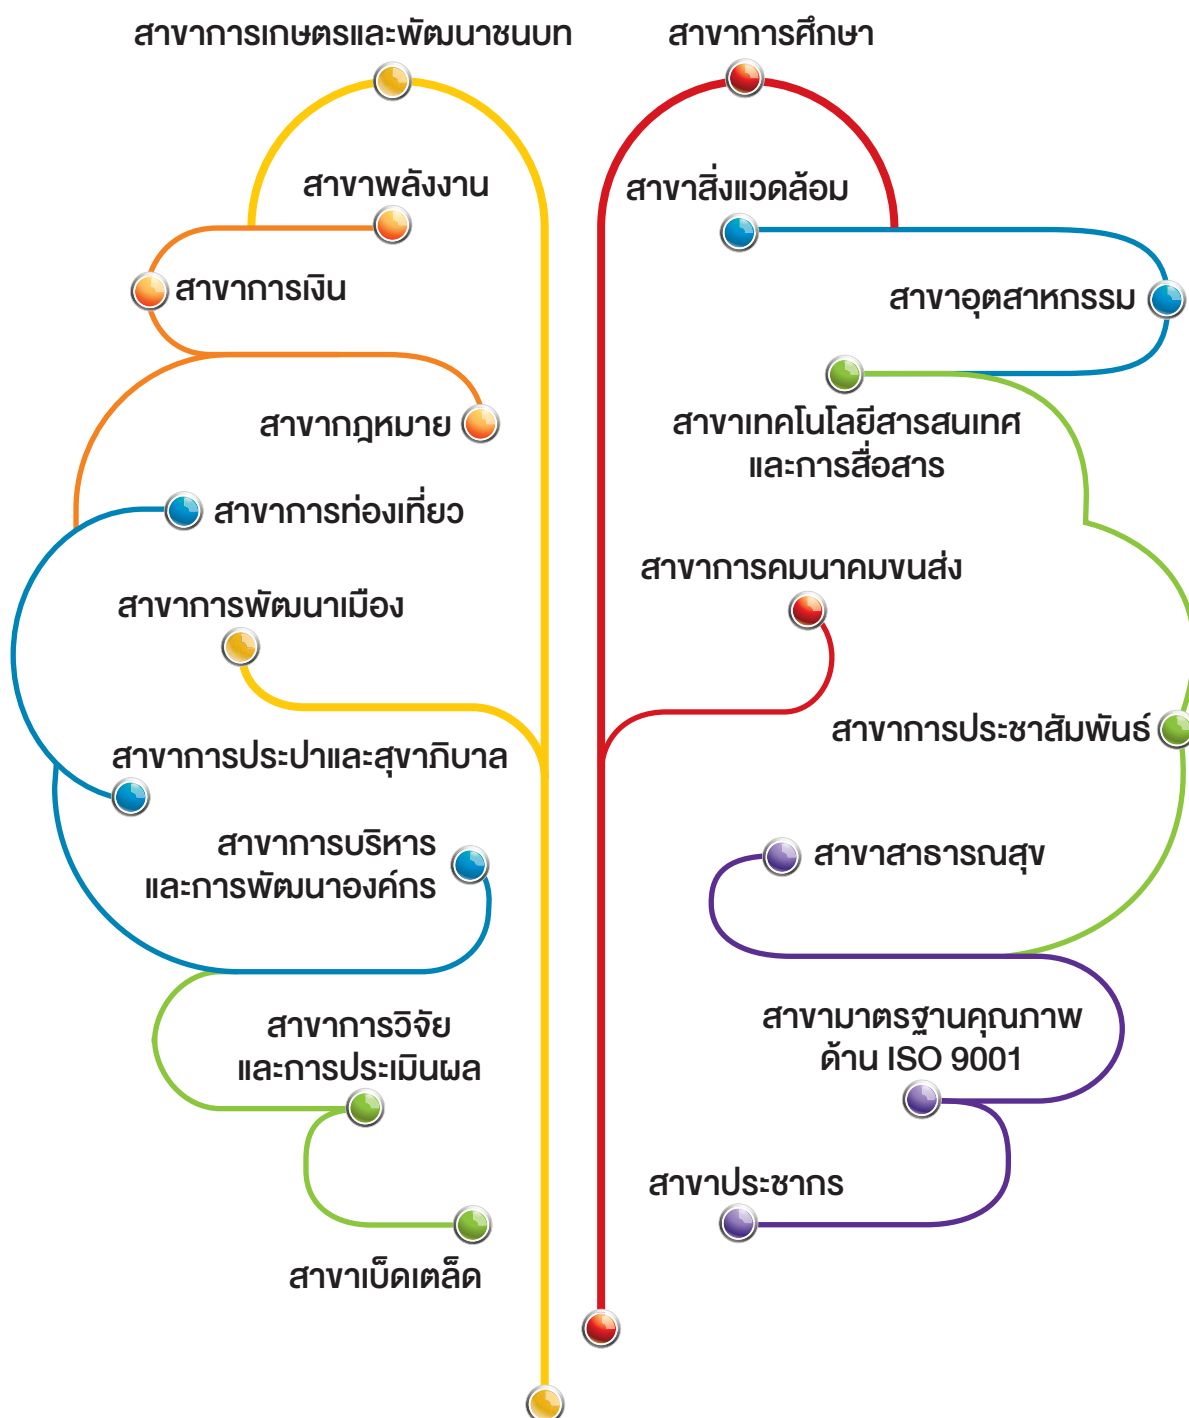 สาขาการเกษตรและพัฒนาชนบท
สาขาพลังงาน
สาขาการเงิน
สาขากฎหมาย
สาขาการท่องเที่ยว
สาขาการพัฒนาเมือง
สาขาการประปาและสุขาภิบาล
สาขาการบริหาร
และการพัฒนาองค์กร
สาขาการวิจัย
และการประเมินผล
สาขาเบ็ดเตล็ด
สาขาการศึกษา
สาขาสิ่งแวดล้อม
สาขาอุตสาหกรรม
สาขาเทคโนโลยีสารสนเทศ
และการสื่อสาร
สาขาการคมนาคมขนส่ง
สาขาการประชาสัมพันธ์
สาขาสาธารณสุข
สาขามาตรฐานคุณภาพ
ด้าน ISO 9001
สาขาประชากร